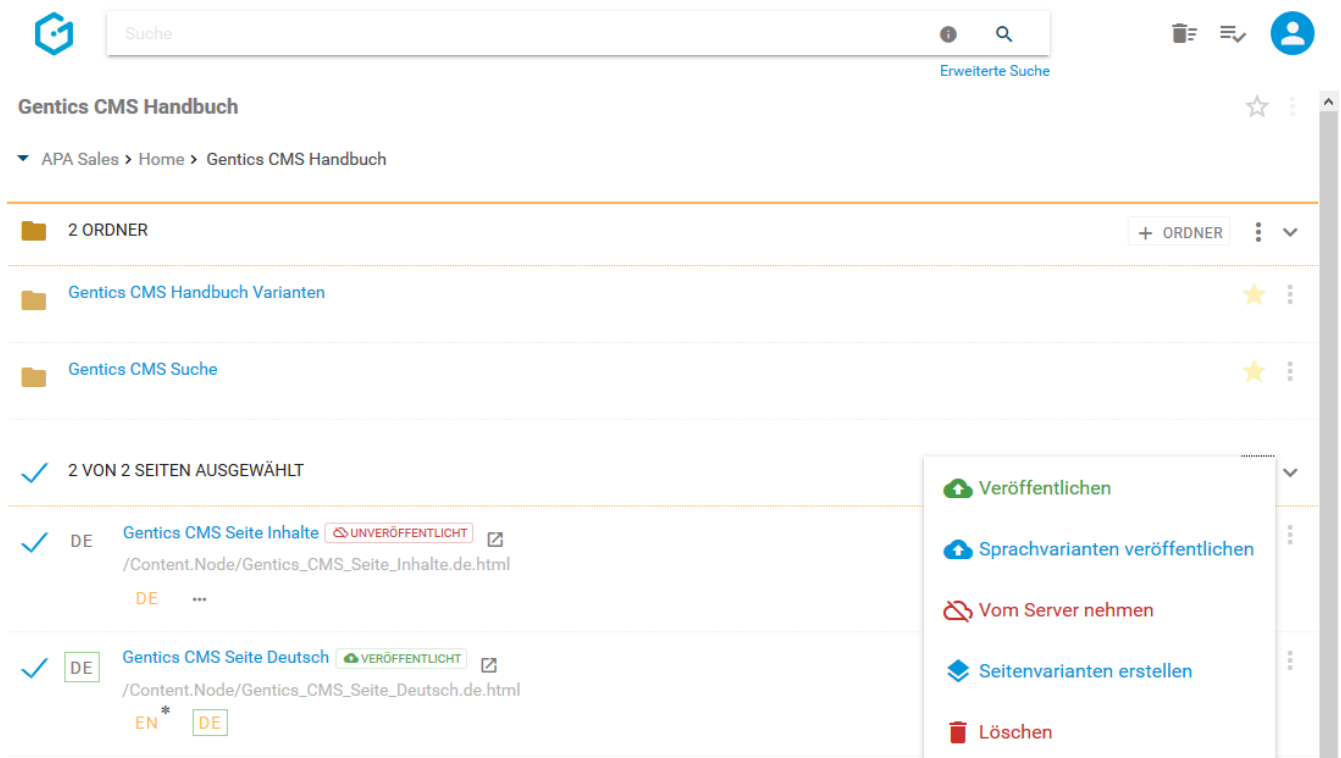 Suche
Erweiterte Suche
Gentics CMS Handbuch
APA Sales > Home > Gentics CMS Handbuch
2 ORDNER
+ ORDNER
Gentics CMS Handbuch Varianten
Gentics CMS Suche
2 VON 2 SEITEN AUSGEWÄHLT
Veröffentlichen
Gentics CMS Seite Inhalte UNVERÖFFENTLICHT
DE
Sprachvarianten veröffentlichen
/Content.Node/Gentics_CMS_Seite_Inhalte.de.html
DE ...
Vom Server nehmen
Gentics CMS Seite Deutsch VERÖFFENTLICHT
DE
Seitenvarianten erstellen
/Content.Node/Gentics_CMS_Seite_Deutsch.de.html
EN* DE
Löschen